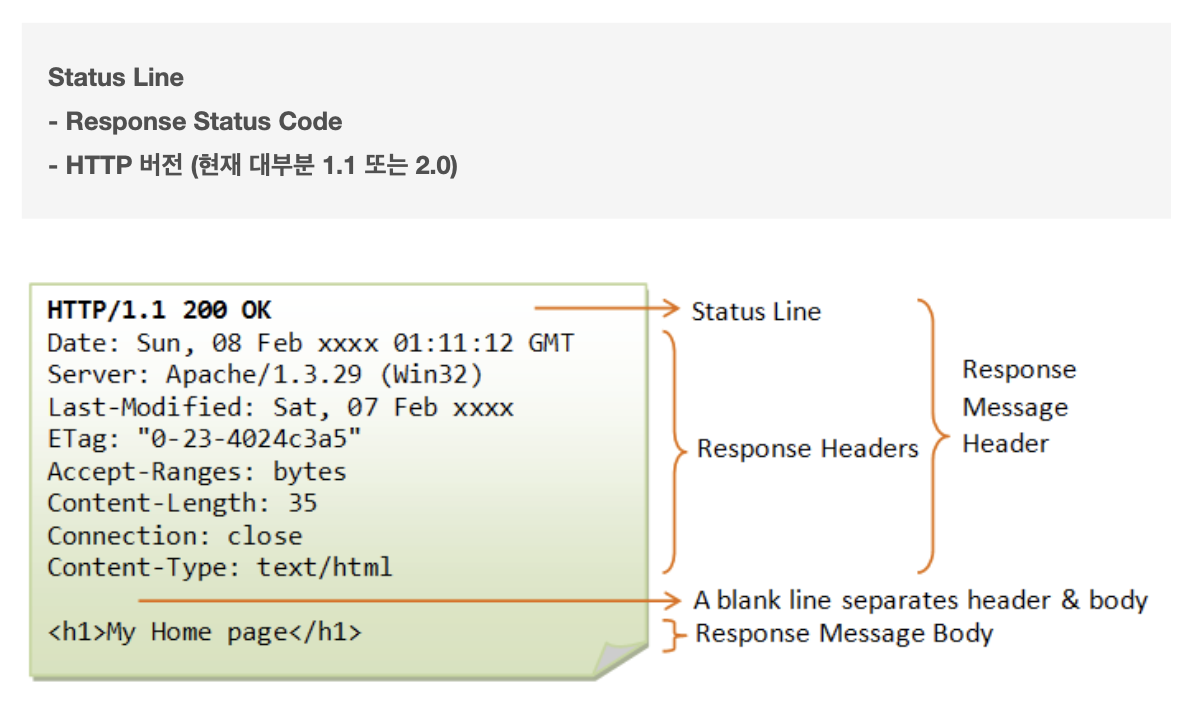 Status Line
- Response Status Code
- HTTP 버전 (현재 대부분 1.1 또는 2.0)
HTTP/1.1 200 OK
Date: Sun, 08 Feb xxxx 01:11:12 GMT
Server: Apache/1.3.29 (Win32)
Last-Modified: Sat, 07 Feb xxxx
ETag: "0-23-4024c3a5"
Accept-Ranges: bytes
Content-Length: 35
Connection: close
Content-Type: text/html
<h1>My Home page</h1>
Status Line
Response Headers
Response
Message
Header
A blank line separates header & body
Response Message Body